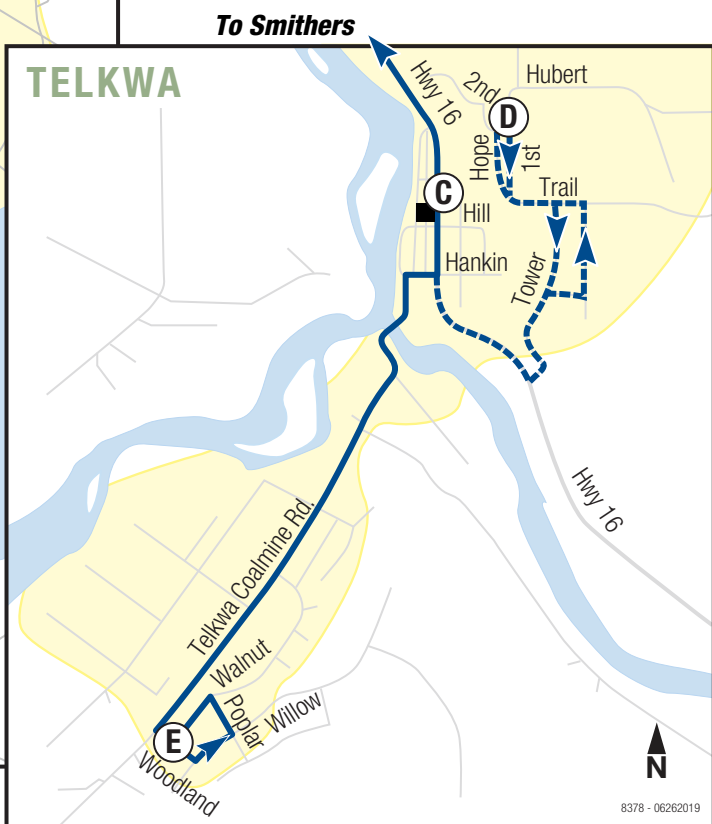 To Smithers
TELKWA
Hwy 16
2nd
Hubert
D
Hope
1st
C
Trail
Hill
Hankin
Tower
Hwy 16
Telkwa Coalmine Rd.
Walnut
Poplar
Willow
E
Woodland
N
8378 - 06262019